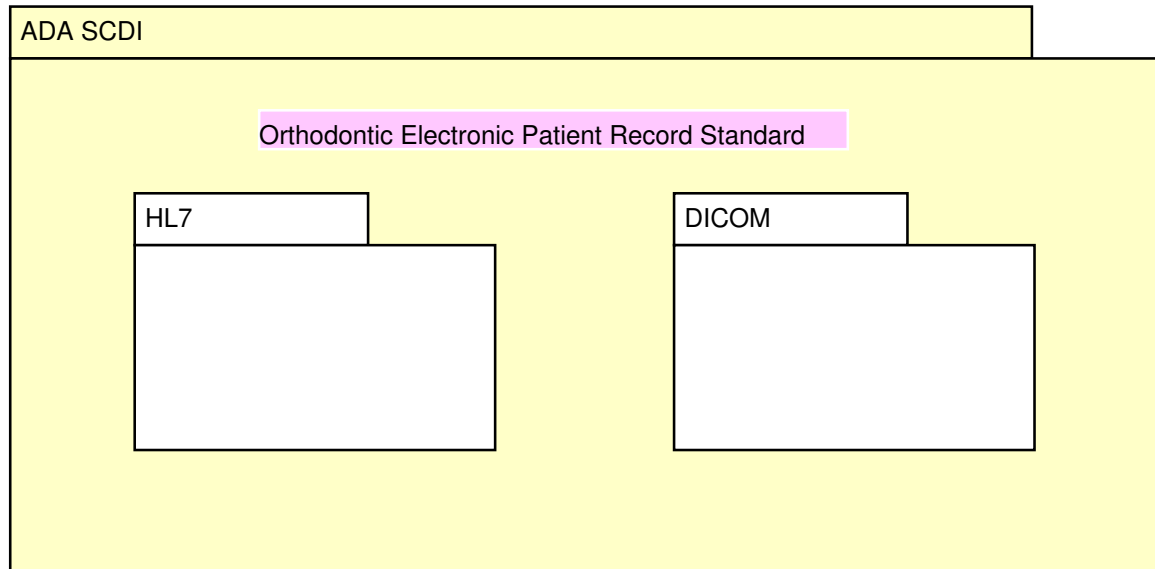 ADA SCDI
Orthodontic Electronic Patient Record Standard
HL7
DICOM